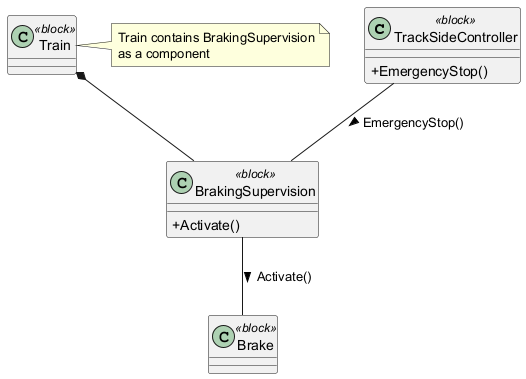 C «block»
Train
Train contains BrakingSupervision
as a component
C «block»
TrackSideController
+EmergencyStop()
EmergencyStop()
C «block»
BrakingSupervision
+Activate()
Activate()
C «block»
Brake